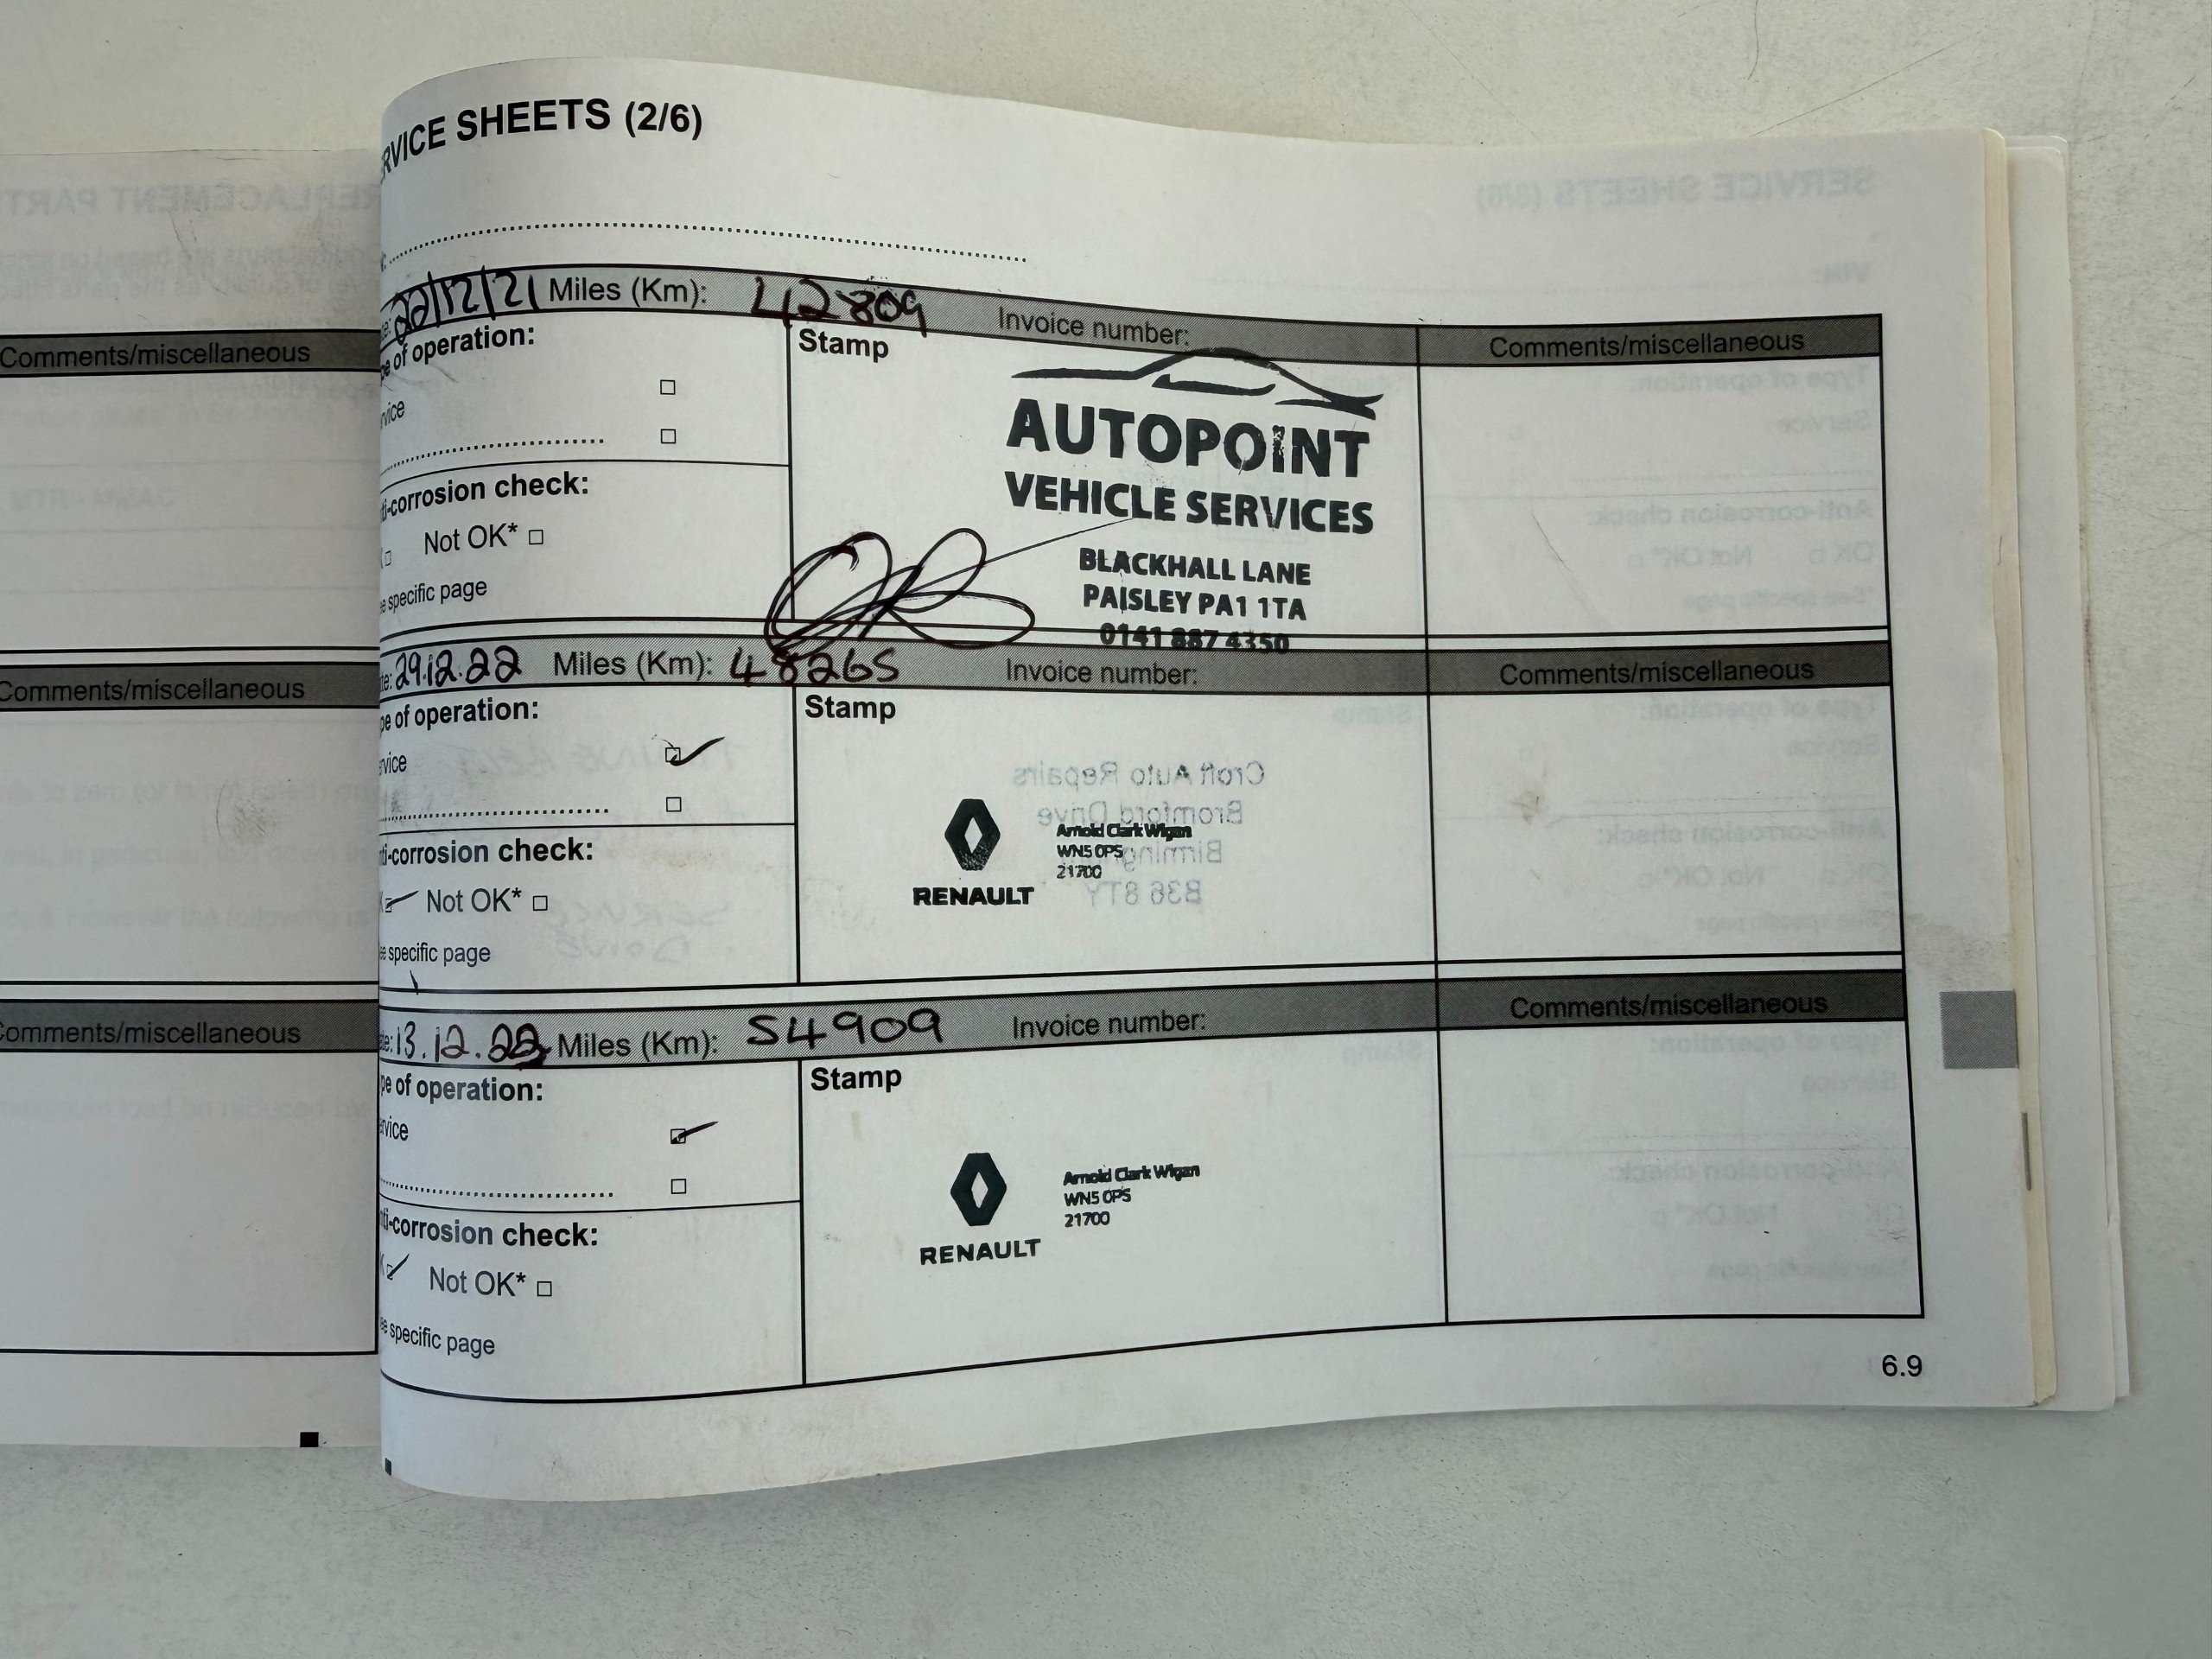 RVICE SHEETS (2/6)
22/12/21 Miles (Km): 42809 Invoice number: Comments/miscellaneous
pe of operation:
rvice
Stamp
AUTOPOINT
VEHICLE SERVICES
BLACKHALL LANE
PAISLEY PA1 1TA
0141 887 4350
ti-corrosion check:
Not OK*
specific page
Comments/miscellaneous
29.12.22 Miles (Km): 48265 Invoice number: Comments/miscellaneous
pe of operation:
rvice
Stamp
RENAULT
Arnold Clark Wigan
WN5 0PS
21700
ti-corrosion check:
Not OK*
specific page
Comments/miscellaneous
13.12.22 Miles (Km): 54909 Invoice number: Comments/miscellaneous
pe of operation:
rvice
Stamp
RENAULT
Arnold Clark Wigan
WN5 0PS
21700
ti-corrosion check:
Not OK*
specific page
Comments/miscellaneous
6.9